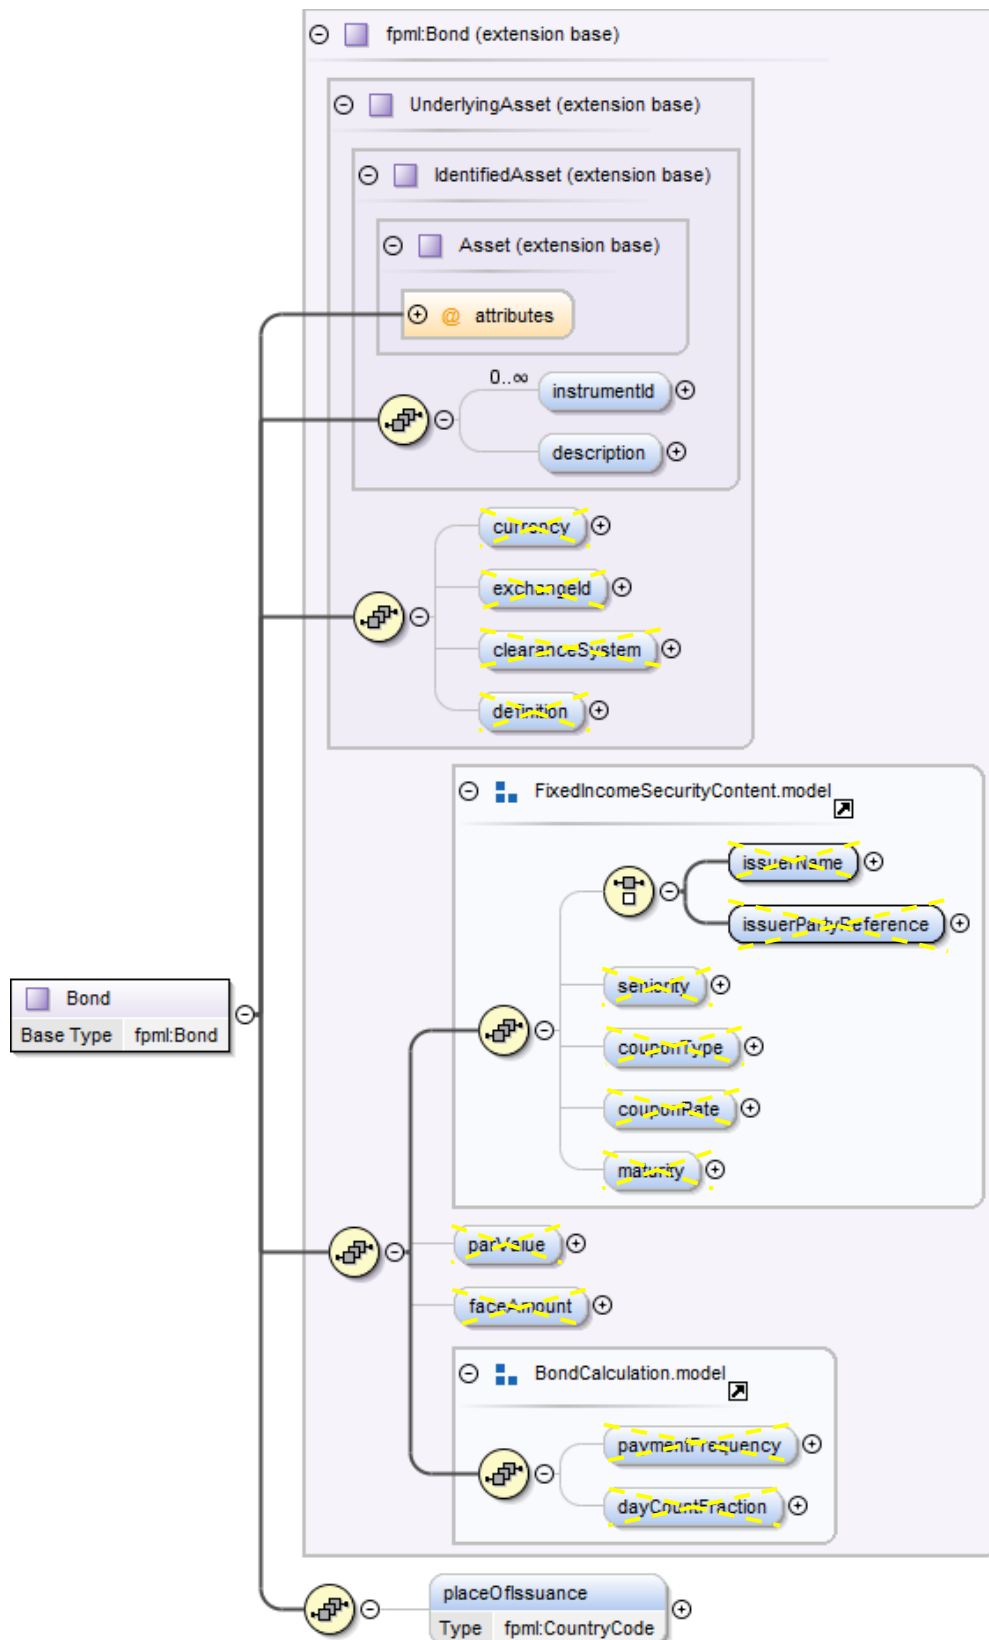 fpml:Bond (extension base)
UnderlyingAsset (extension base)
IdentifiedAsset (extension base)
Asset (extension base)
@ attributes
0..∞
instrumentId
description
currency
exchangeId
clearanceSystem
definition
FixedIncomeSecurityContent.model
issuerName
issuerPartyReference
seniority
couponType
couponRate
maturity
Bond
Base Type fpml:Bond
parValue
faceAmount
BondCalculation.model
paymentFrequency
dayCountFraction
placeOfIssuance
Type fpml:CountryCode